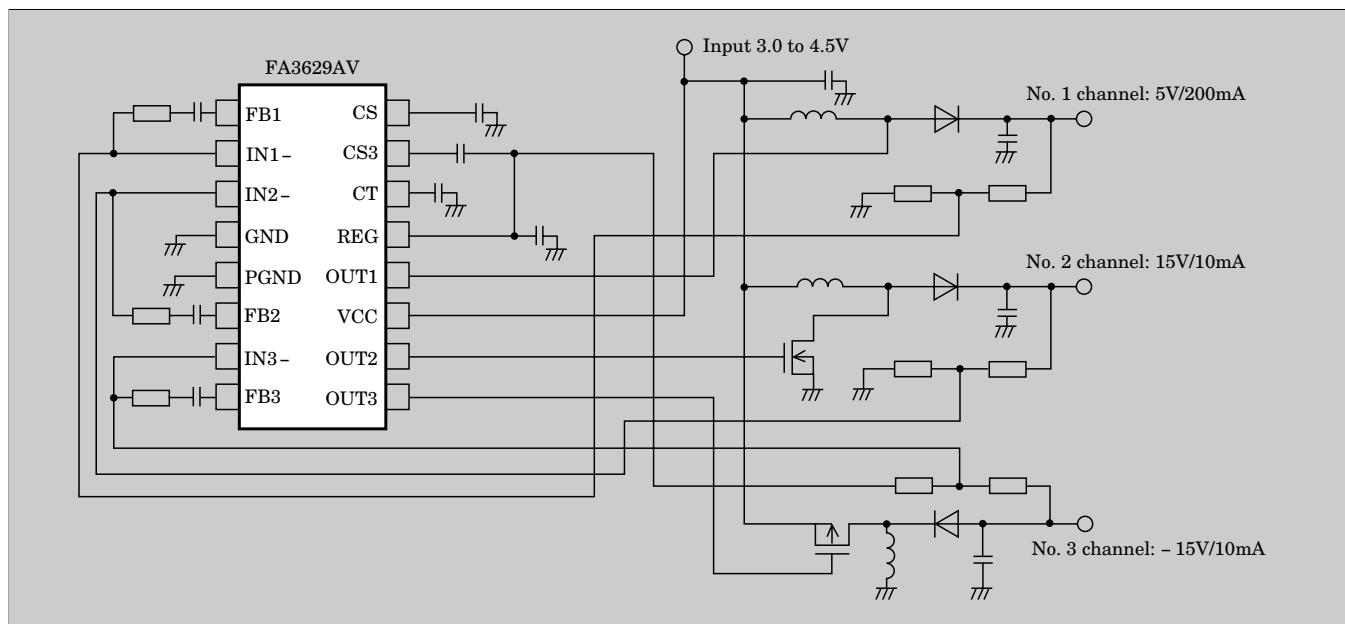 Input 3.0 to 4.5V
FA3629AV
No. 1 channel: 5V/200mA
FB1
CS
IN1–
CS3
IN2–
CT
GND
REG
PGND
OUT1
No. 2 channel: 15V/10mA
FB2
VCC
IN3–
OUT2
FB3
OUT3
No. 3 channel: – 15V/10mA